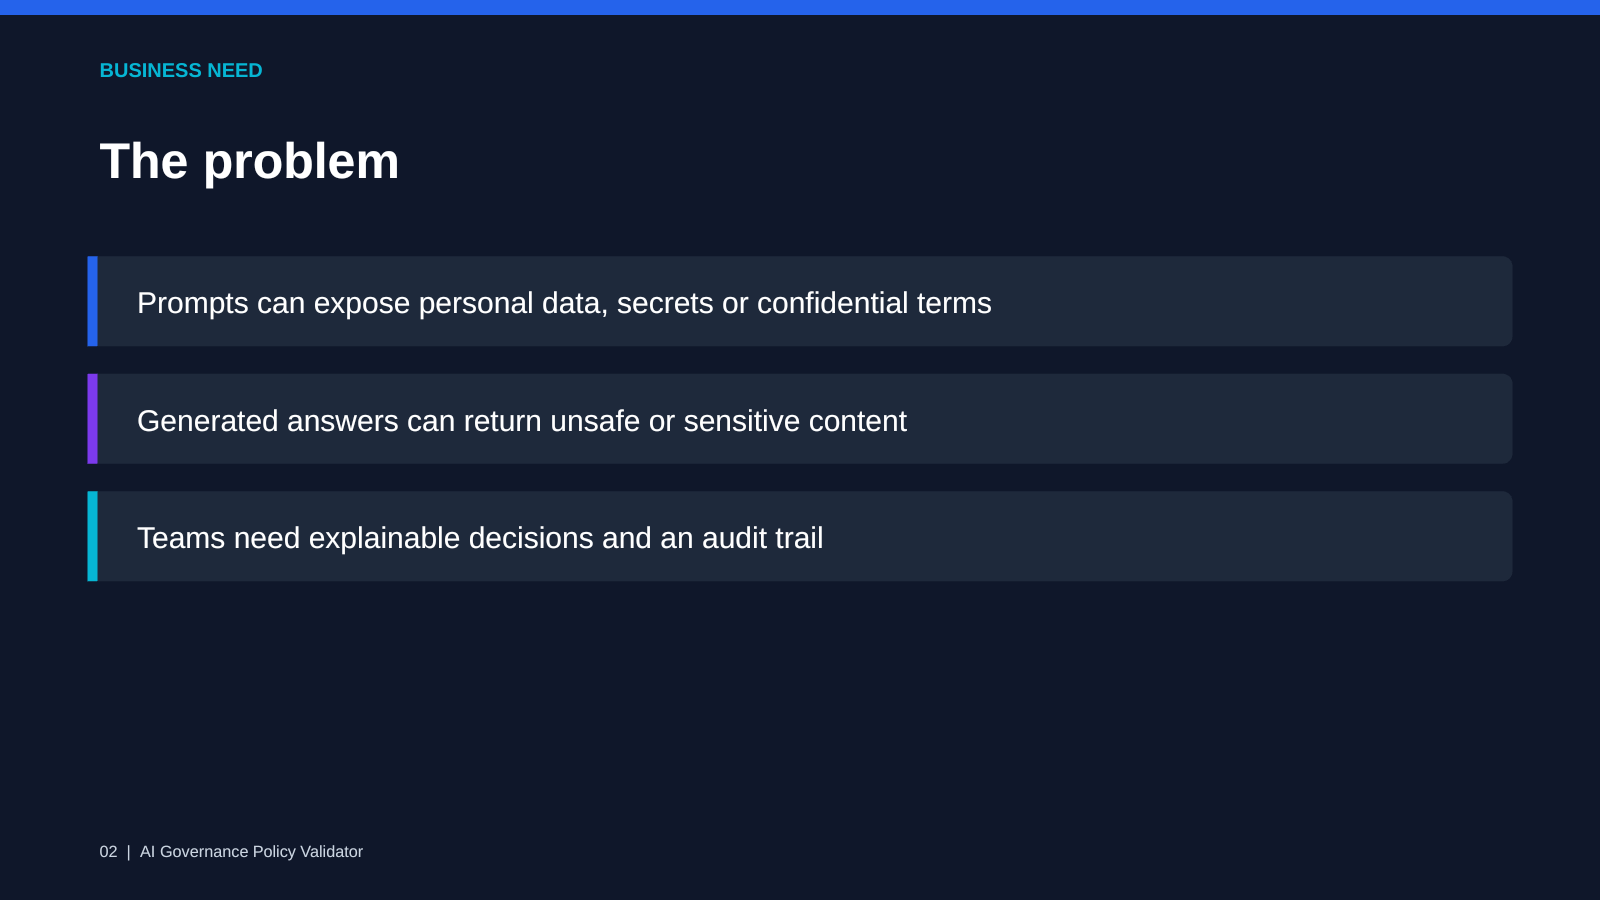 BUSINESS NEED
The problem
Prompts can expose personal data, secrets or confidential terms
Generated answers can return unsafe or sensitive content
Teams need explainable decisions and an audit trail
02 | AI Governance Policy Validator